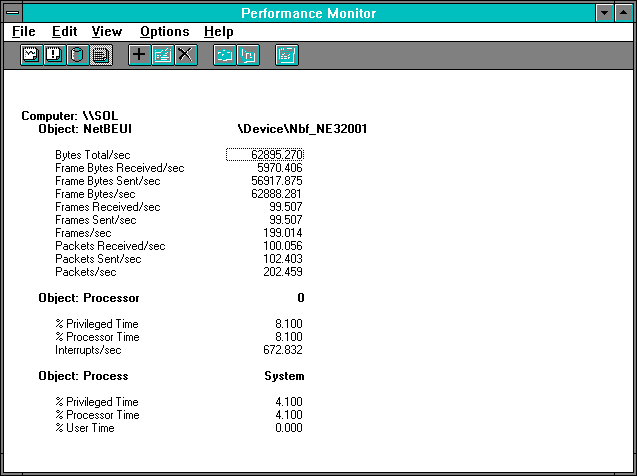 Performance Monitor
File Edit View Options Help
Computer: \\SOL
Object: NetBEUI \Device\Nbf_NE32001
Bytes Total/sec 62895.270
Frame Bytes Received/sec 5970.406
Frame Bytes Sent/sec 56917.875
Frame Bytes/sec 62888.281
Frames Received/sec 99.507
Frames Sent/sec 99.507
Frames/sec 199.014
Packets Received/sec 100.056
Packets Sent/sec 102.403
Packets/sec 202.459
Object: Processor 0
% Privileged Time 8.100
% Processor Time 8.100
Interrupts/sec 672.832
Object: Process System
% Privileged Time 4.100
% Processor Time 4.100
% User Time 0.000